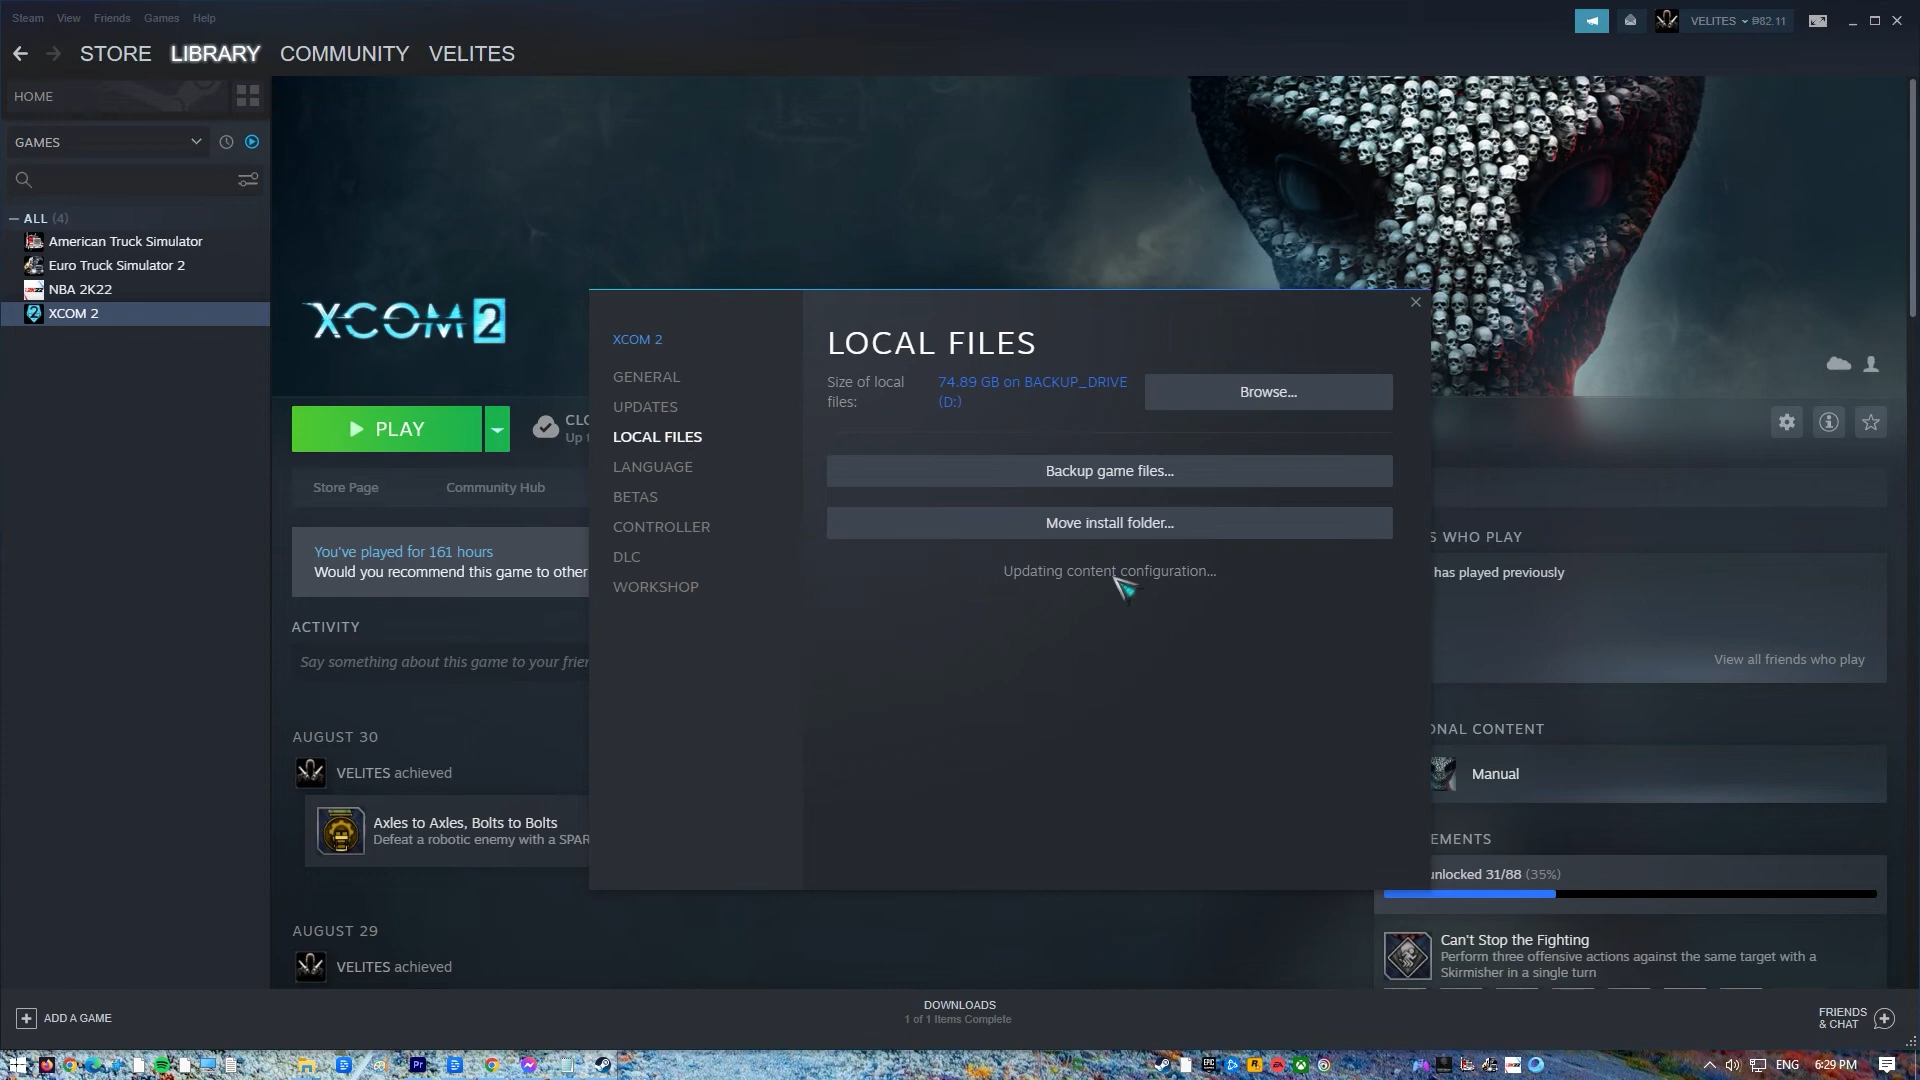 Steam View Friends Games Help
VELITES ₱82.11
STORE LIBRARY COMMUNITY VELITES
HOME
GAMES
— ALL (4)
American Truck Simulator
Euro Truck Simulator 2
NBA 2K22
XCOM 2
XCOM 2
PLAY
CLO
Up t
Store Page Community Hub
You've played for 161 hours
Would you recommend this game to other
ACTIVITY
Say something about this game to your frien
AUGUST 30
VELITES achieved
Axles to Axles, Bolts to Bolts
Defeat a robotic enemy with a SPAR
AUGUST 29
VELITES achieved
XCOM 2
GENERAL
UPDATES
LOCAL FILES
LANGUAGE
BETAS
CONTROLLER
DLC
WORKSHOP
LOCAL FILES
Size of local
files:
74.89 GB on BACKUP_DRIVE
(D:)
Browse...
Backup game files...
Move install folder...
Updating content configuration...
S WHO PLAY
has played previously
View all friends who play
ONAL CONTENT
Manual
EMENTS
unlocked 31/88 (35%)
Can't Stop the Fighting
Perform three offensive actions against the same target with a
Skirmisher in a single turn
ADD A GAME
DOWNLOADS
1 of 1 Items Complete
FRIENDS
& CHAT
ENG 6:29 PM